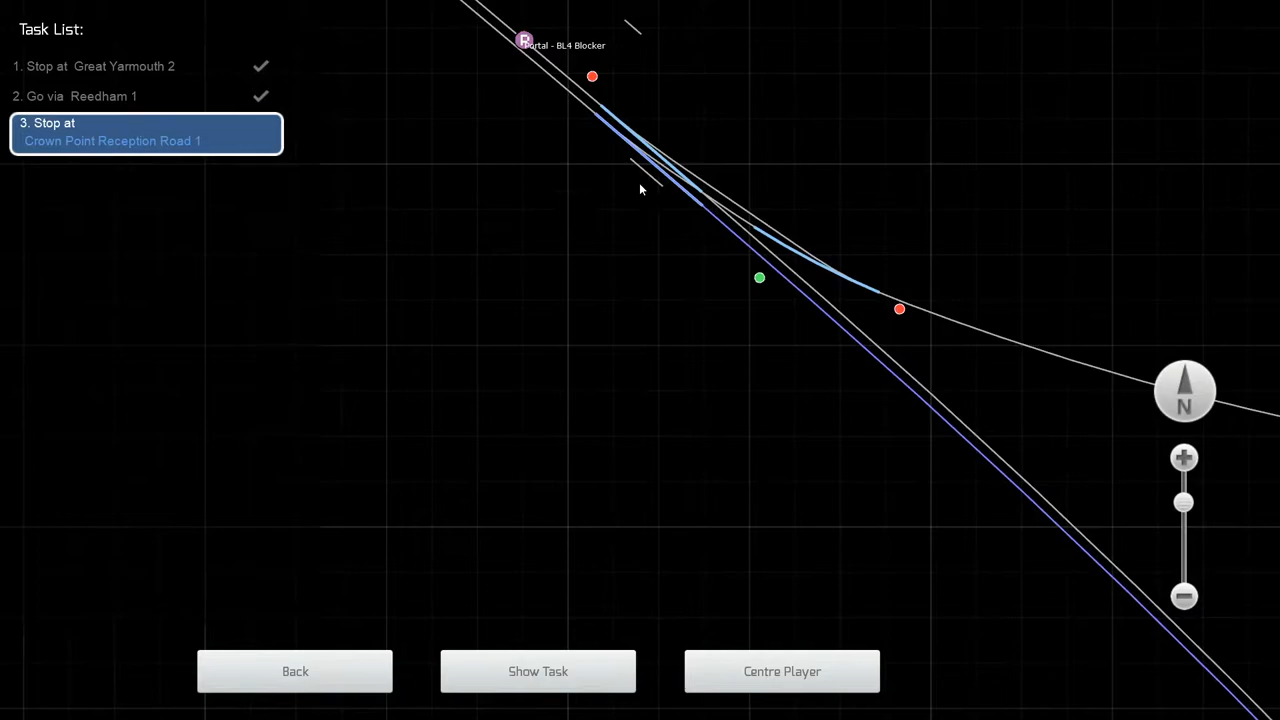 Task List:
1. Stop at  Great Yarmouth 2
2. Go via  Reedham 1
3. Stop at
Crown Point Reception Road 1
P
Portal - BL4 Blocker
N
Back
Show Task
Centre Player